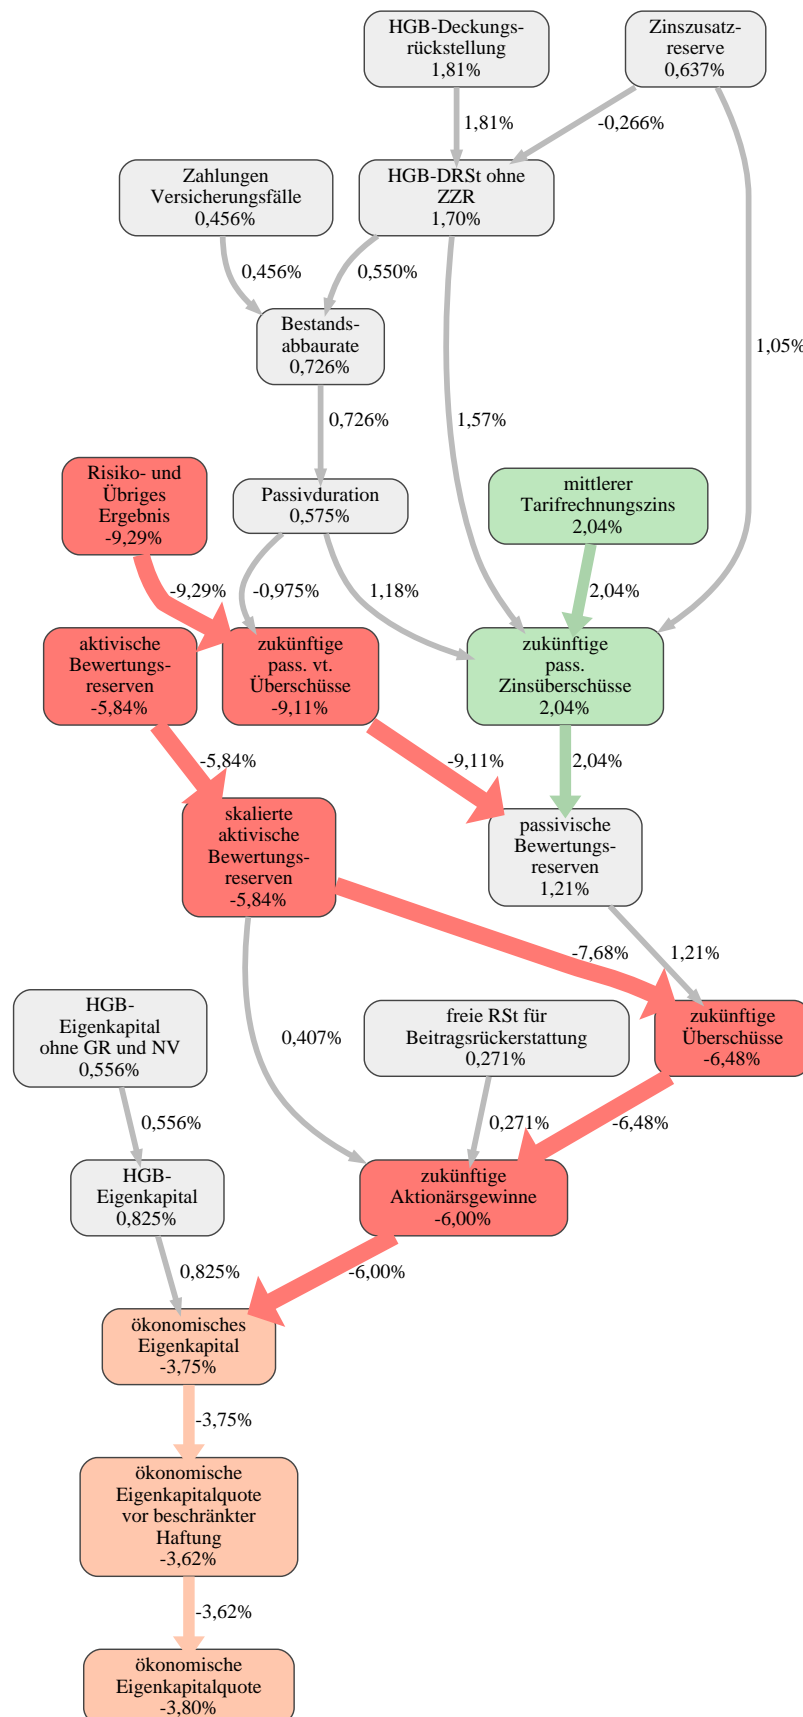 HGB-Deckungs-
rückstellung
1,81%
Zinszusatz-
reserve
0,637%
1,81%
-0,266%
Zahlungen
Versicherungsfälle
0,456%
HGB-DRSt ohne
ZZR
1,70%
0,456%
0,550%
Bestands-
abbaurate
0,726%
1,05%
0,726%
1,57%
Risiko- und
Übriges
Ergebnis
-9,29%
Passivduration
0,575%
mittlerer
Tarifrechnungszins
2,04%
-9,29%
-0,975%
1,18%
2,04%
aktivische
Bewertungs-
reserven
-5,84%
zukünftige
pass. vt.
Überschüsse
-9,11%
zukünftige
pass.
Zinsüberschüsse
2,04%
-5,84%
-9,11%
2,04%
skalierte
aktivische
Bewertungs-
reserven
-5,84%
passivische
Bewertungs-
reserven
1,21%
-7,68%
1,21%
HGB-
Eigenkapital
ohne GR und NV
0,556%
0,407%
freie RSt für
Beitragsrückerstattung
0,271%
zukünftige
Überschüsse
-6,48%
0,556%
0,271%
-6,48%
HGB-
Eigenkapital
0,825%
zukünftige
Aktionärsgewinne
-6,00%
0,825%
-6,00%
ökonomisches
Eigenkapital
-3,75%
-3,75%
ökonomische
Eigenkapitalquote
vor beschränkter
Haftung
-3,62%
-3,62%
ökonomische
Eigenkapitalquote
-3,80%